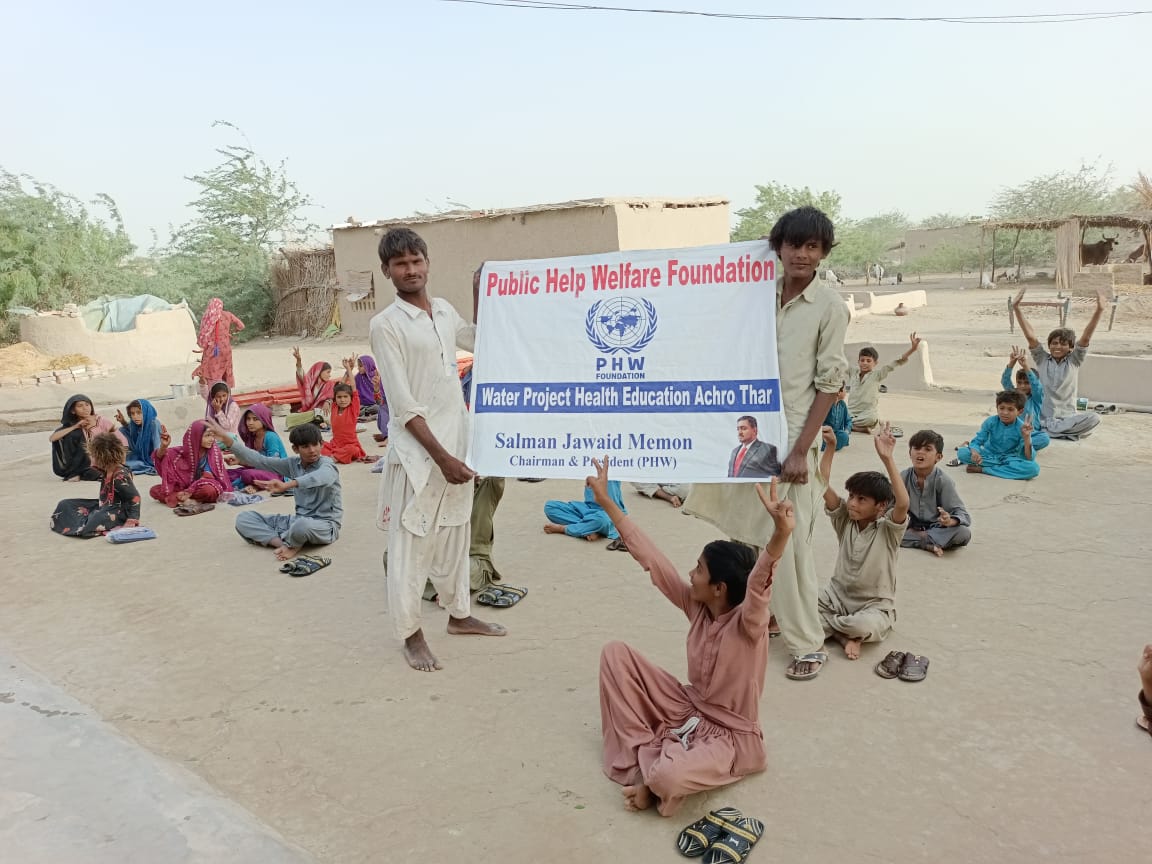 Public Help Welfare Foundation
PHW
FOUNDATION
Water Project Health Education Achro Thar
Salman Jawaid Memon
Chairman & President (PHW)